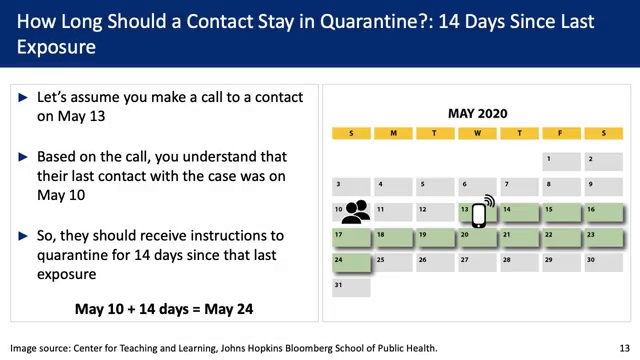 How Long Should a Contact Stay in Quarantine?: 14 Days Since Last
Exposure
► Let's assume you make a call to a contact
on May 13
► Based on the call, you understand that
their last contact with the case was on
May 10
► So, they should receive instructions to
quarantine for 14 days since that last
exposure
May 10 + 14 days = May 24
MAY 2020
S M T W T F S
1 2
3 4 5 6 7 8 9
10 11 12 13 14 15 16
17 18 19 20 21 22 23
24 25 26 27 28 29 30
31
Image source: Center for Teaching and Learning, Johns Hopkins Bloomberg School of Public Health. 13